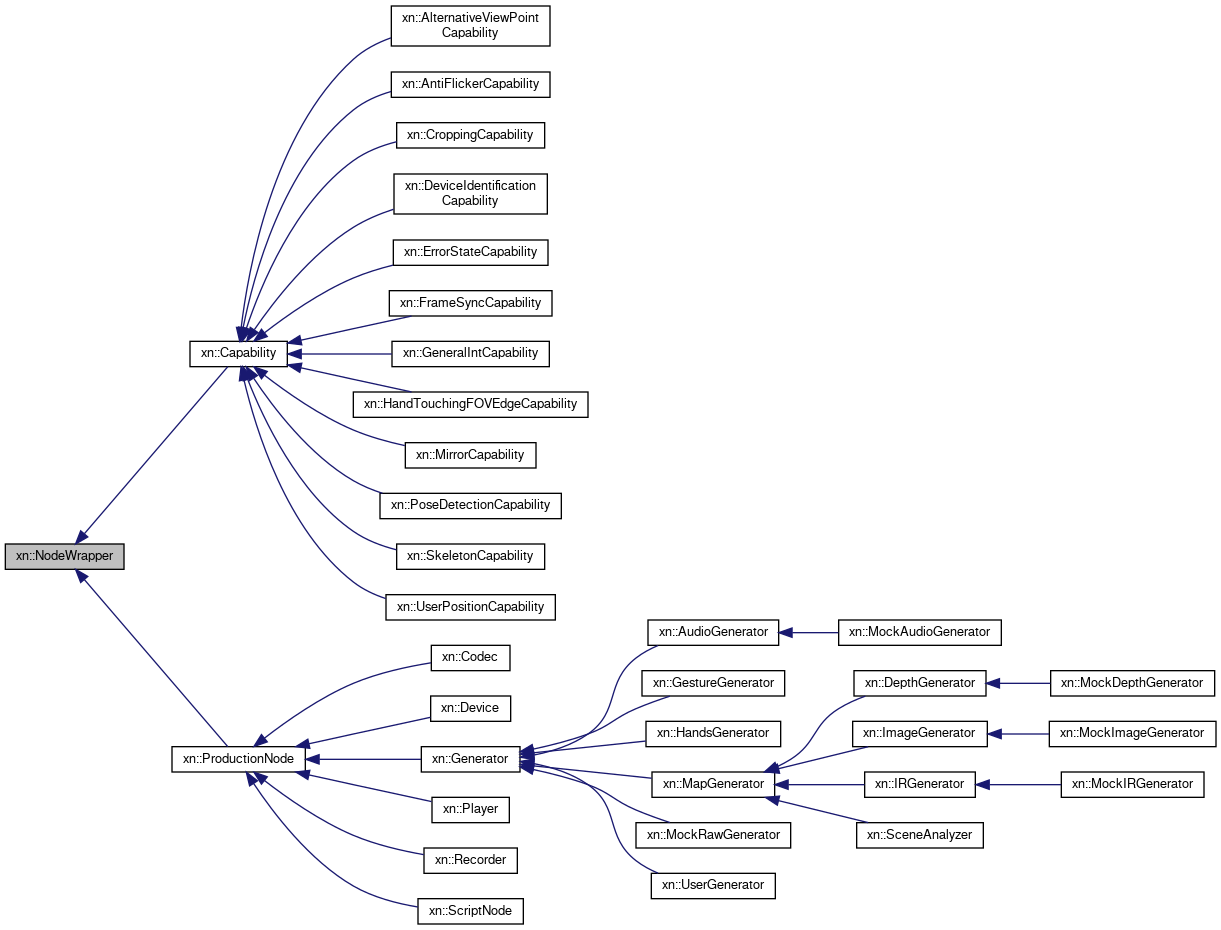 xn::AlternativeViewPoint
Capability
xn::AntiFlickerCapability
xn::CroppingCapability
xn::DeviceIdentification
Capability
xn::ErrorStateCapability
xn::FrameSyncCapability
xn::Capability
xn::GeneralIntCapability
xn::HandTouchingFOVEdgeCapability
xn::MirrorCapability
xn::PoseDetectionCapability
xn::NodeWrapper
xn::SkeletonCapability
xn::UserPositionCapability
xn::AudioGenerator
xn::MockAudioGenerator
xn::Codec
xn::GestureGenerator
xn::DepthGenerator
xn::MockDepthGenerator
xn::Device
xn::HandsGenerator
xn::ImageGenerator
xn::MockImageGenerator
xn::ProductionNode
xn::Generator
xn::MapGenerator
xn::IRGenerator
xn::MockIRGenerator
xn::Player
xn::MockRawGenerator
xn::SceneAnalyzer
xn::Recorder
xn::UserGenerator
xn::ScriptNode